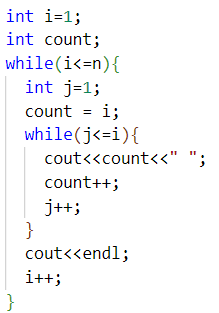 int i=1;
int count;
while(i<=n){
  int j=1;
  count = i;
  while(j<=i){
    cout<<count<<" ";
    count++;
    j++;
  }
  cout<<endl;
  i++;
}